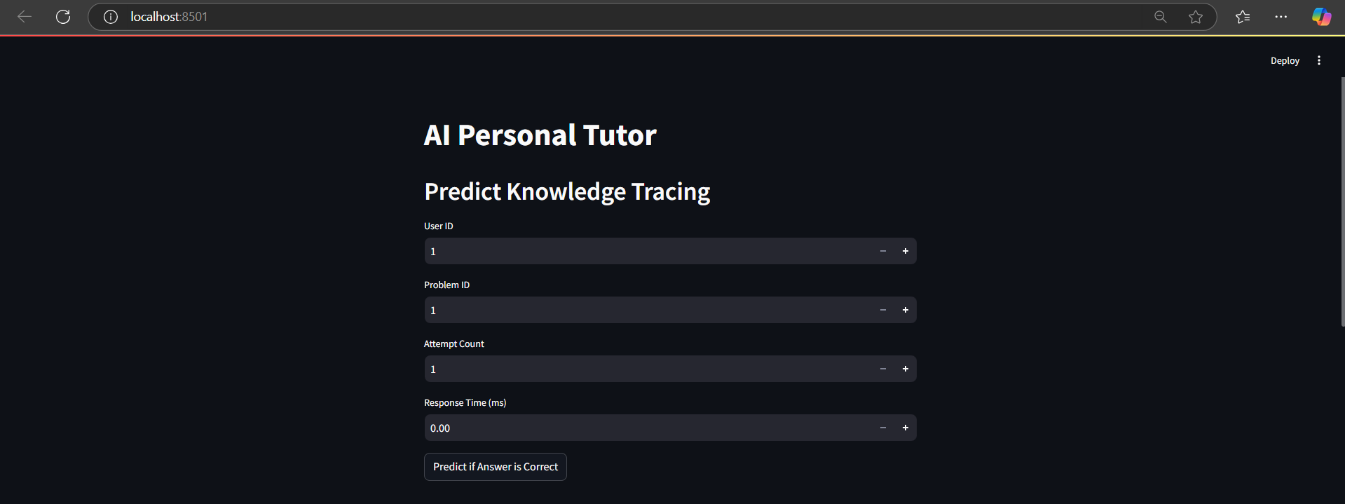 localhost:8501
Deploy
AI Personal Tutor
Predict Knowledge Tracing
User ID
1
Problem ID
1
Attempt Count
1
Response Time (ms)
0.00
Predict if Answer is Correct